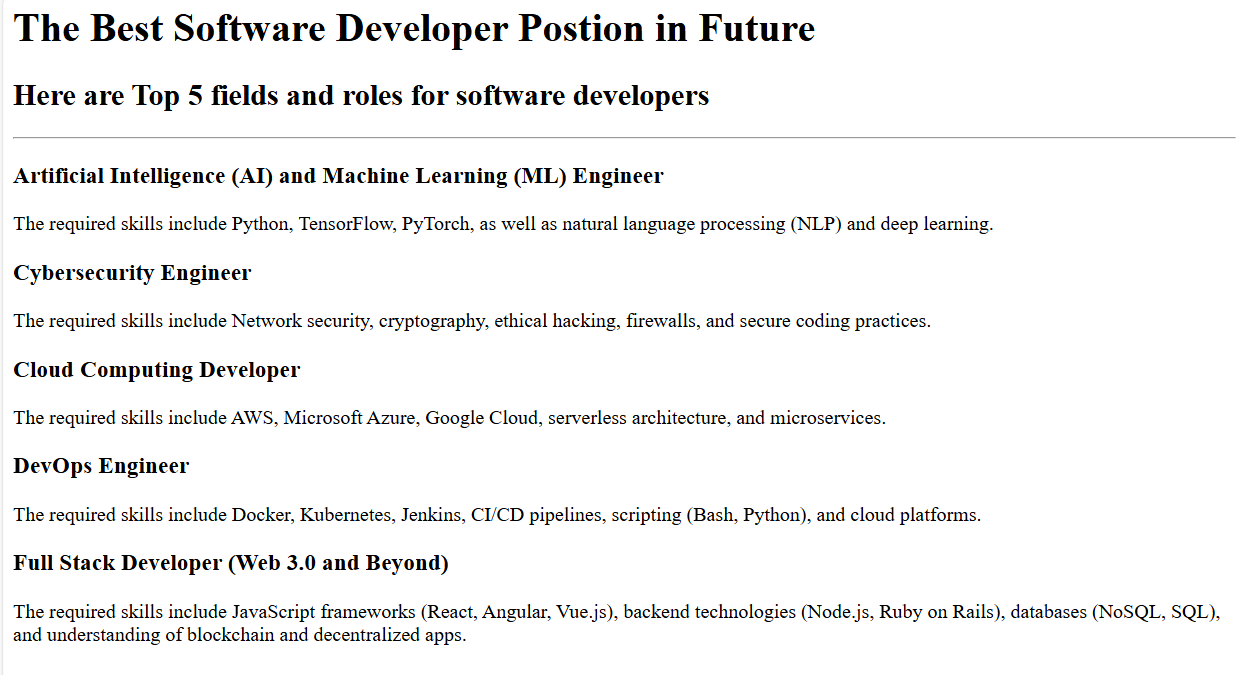 The Best Software Developer Postion in Future
Here are Top 5 fields and roles for software developers
Artificial Intelligence (AI) and Machine Learning (ML) Engineer
The required skills include Python, TensorFlow, PyTorch, as well as natural language processing (NLP) and deep learning.
Cybersecurity Engineer
The required skills include Network security, cryptography, ethical hacking, firewalls, and secure coding practices.
Cloud Computing Developer
The required skills include AWS, Microsoft Azure, Google Cloud, serverless architecture, and microservices.
DevOps Engineer
The required skills include Docker, Kubernetes, Jenkins, CI/CD pipelines, scripting (Bash, Python), and cloud platforms.
Full Stack Developer (Web 3.0 and Beyond)
The required skills include JavaScript frameworks (React, Angular, Vue.js), backend technologies (Node.js, Ruby on Rails), databases (NoSQL, SQL),
and understanding of blockchain and decentralized apps.